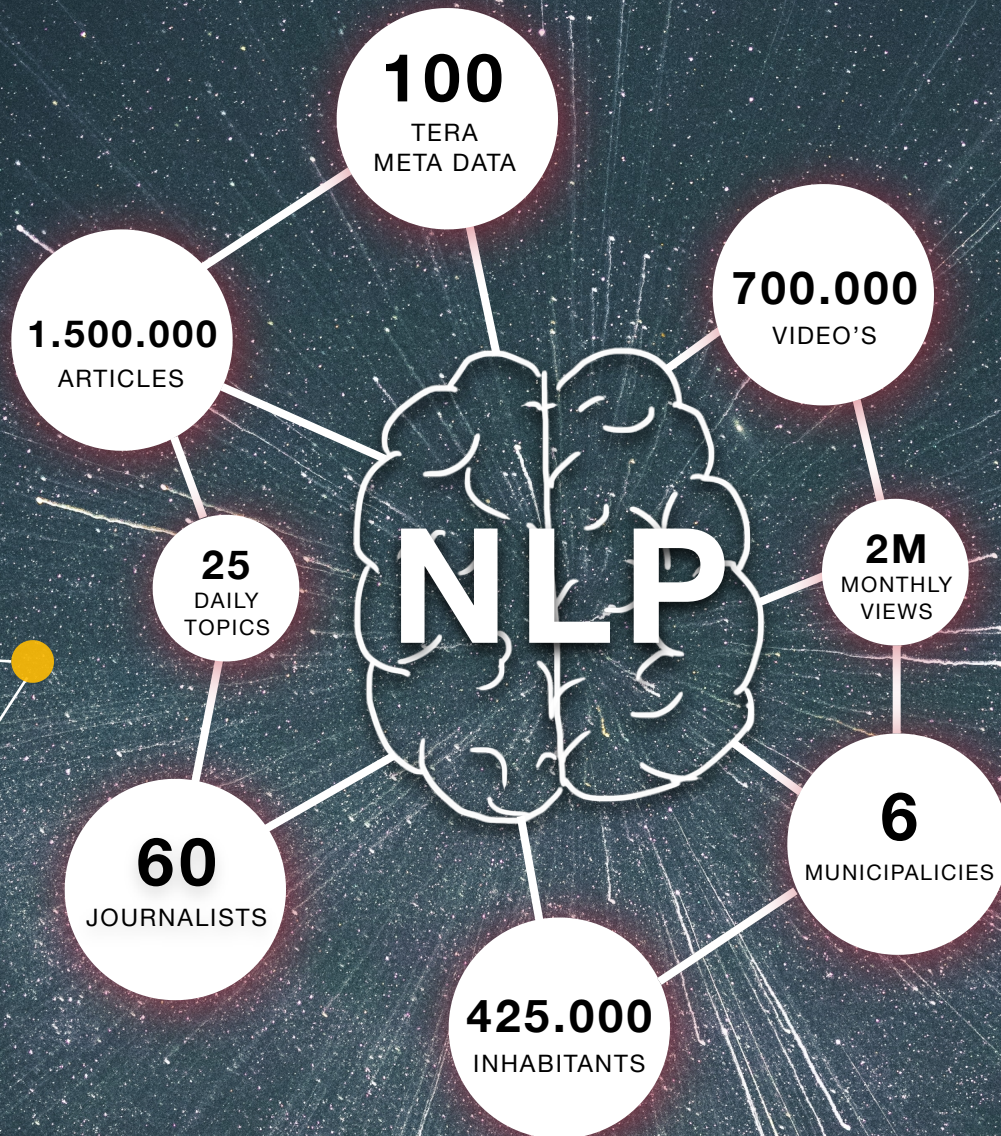 100
TERA
META DATA
700.000
VIDEO'S
1.500.000
ARTICLES
NLP
2M
MONTHLY
VIEWS
25
DAILY
TOPICS
6
MUNICIPALICIES
60
JOURNALISTS
425.000
INHABITANTS